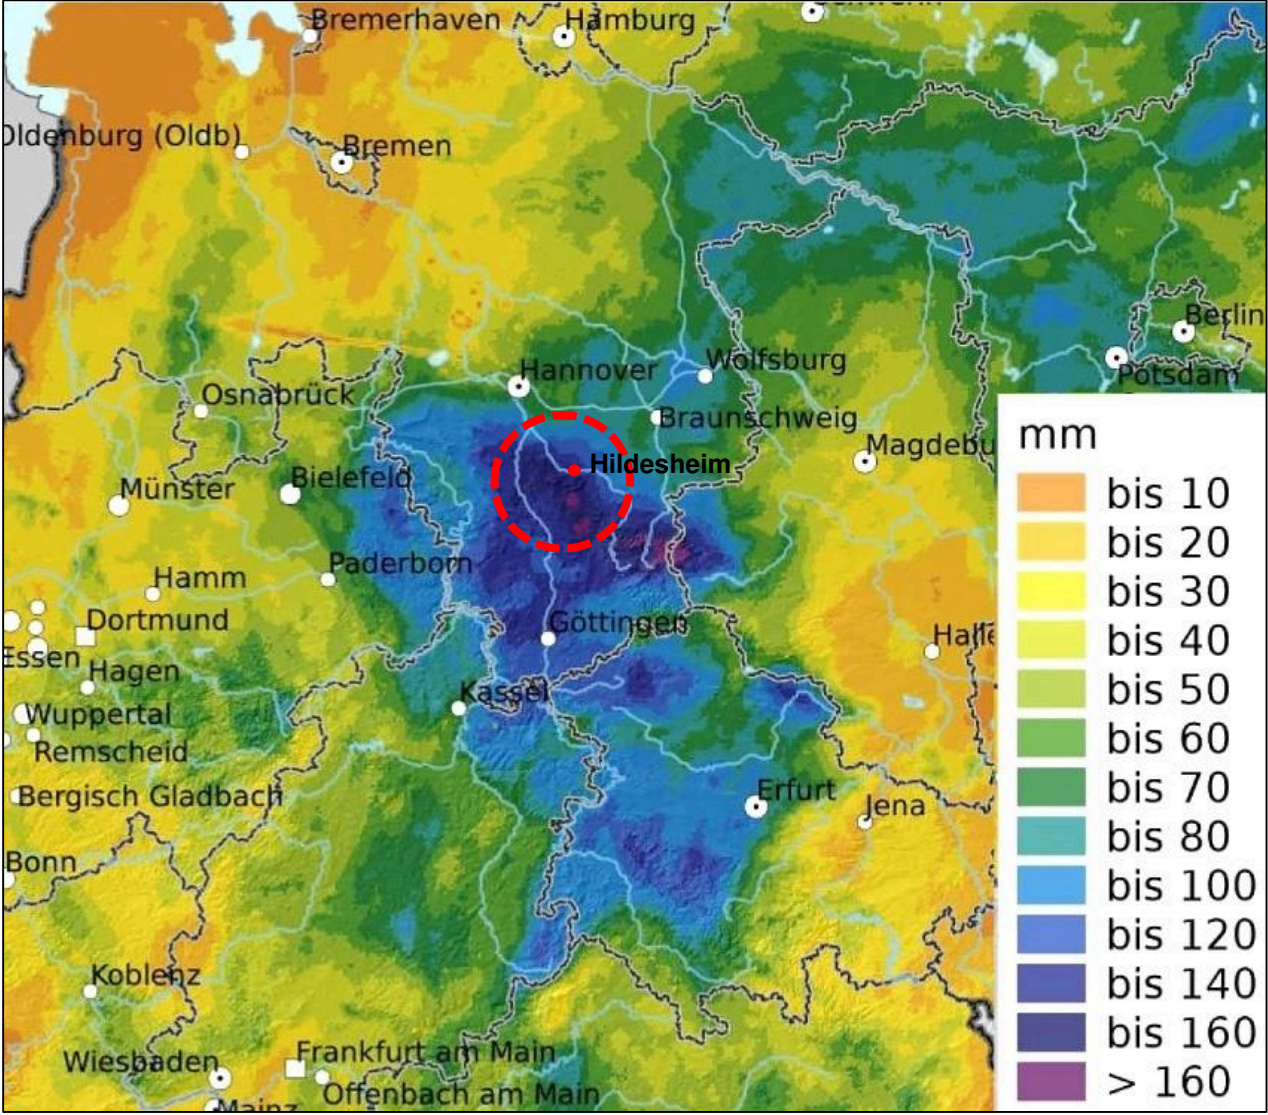 Bremerhaven
Hamburg
Oldenburg (Oldb)
Bremen
Berlin
Hannover
Wolfsburg
Potsdam
Osnabrück
Braunschweig
Magdebu
Hildesheim
Bielefeld
Münster
Paderborn
Hamm
Dortmund
Göttingen
Halle
Essen
Hagen
Kassel
Wuppertal
Remscheid
Erfurt
Jena
Bergisch Gladbach
Bonn
Koblenz
Wiesbaden
Frankfurt am Main
Offenbach am Main
Mainz
mm
bis 10
bis 20
bis 30
bis 40
bis 50
bis 60
bis 70
bis 80
bis 100
bis 120
bis 140
bis 160
> 160